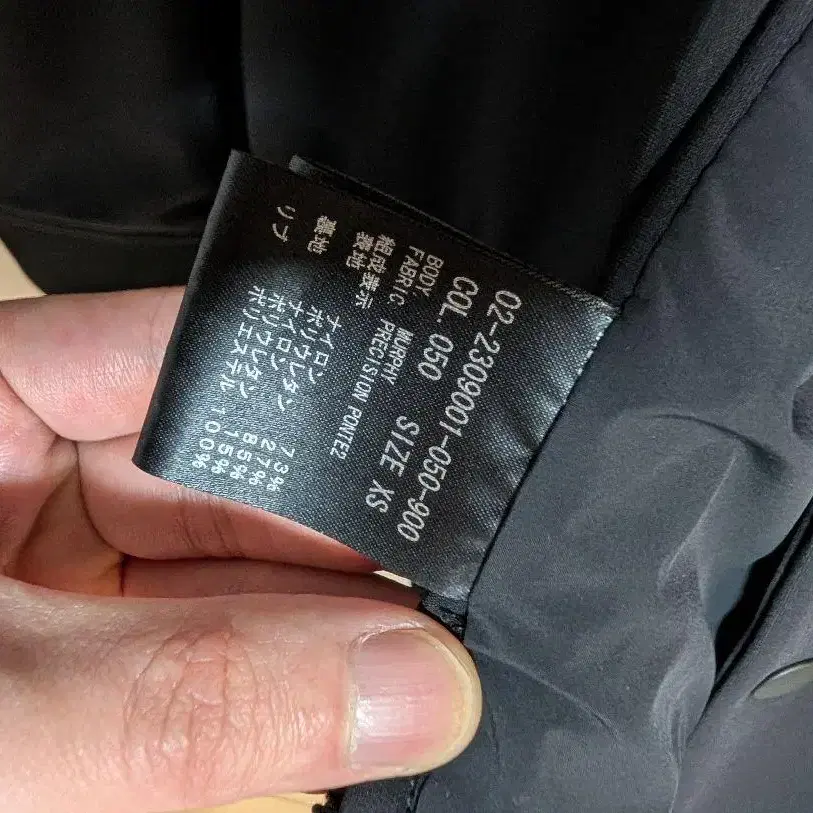 02-2309001-050-900
COL. 050 SIZE XS
BODY: MURPHY
FABRIC PRECISION PONTE2
組成表示
表地 ナイロン 73%
ポリウレタン 27%
裏地 ナイロン 85%
ポリウレタン 15%
リブ ポリエステル 100%